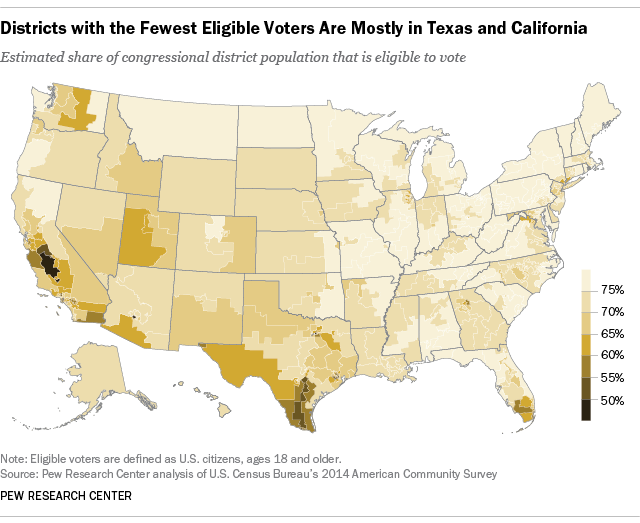 Districts with the Fewest Eligible Voters Are Mostly in Texas and California
Estimated share of congressional district population that is eligible to vote
75%
70%
65%
60%
55%
50%
Note: Eligible voters are defined as U.S. citizens, ages 18 and older.
Source: Pew Research Center analysis of U.S. Census Bureau's 2014 American Community Survey
PEW RESEARCH CENTER